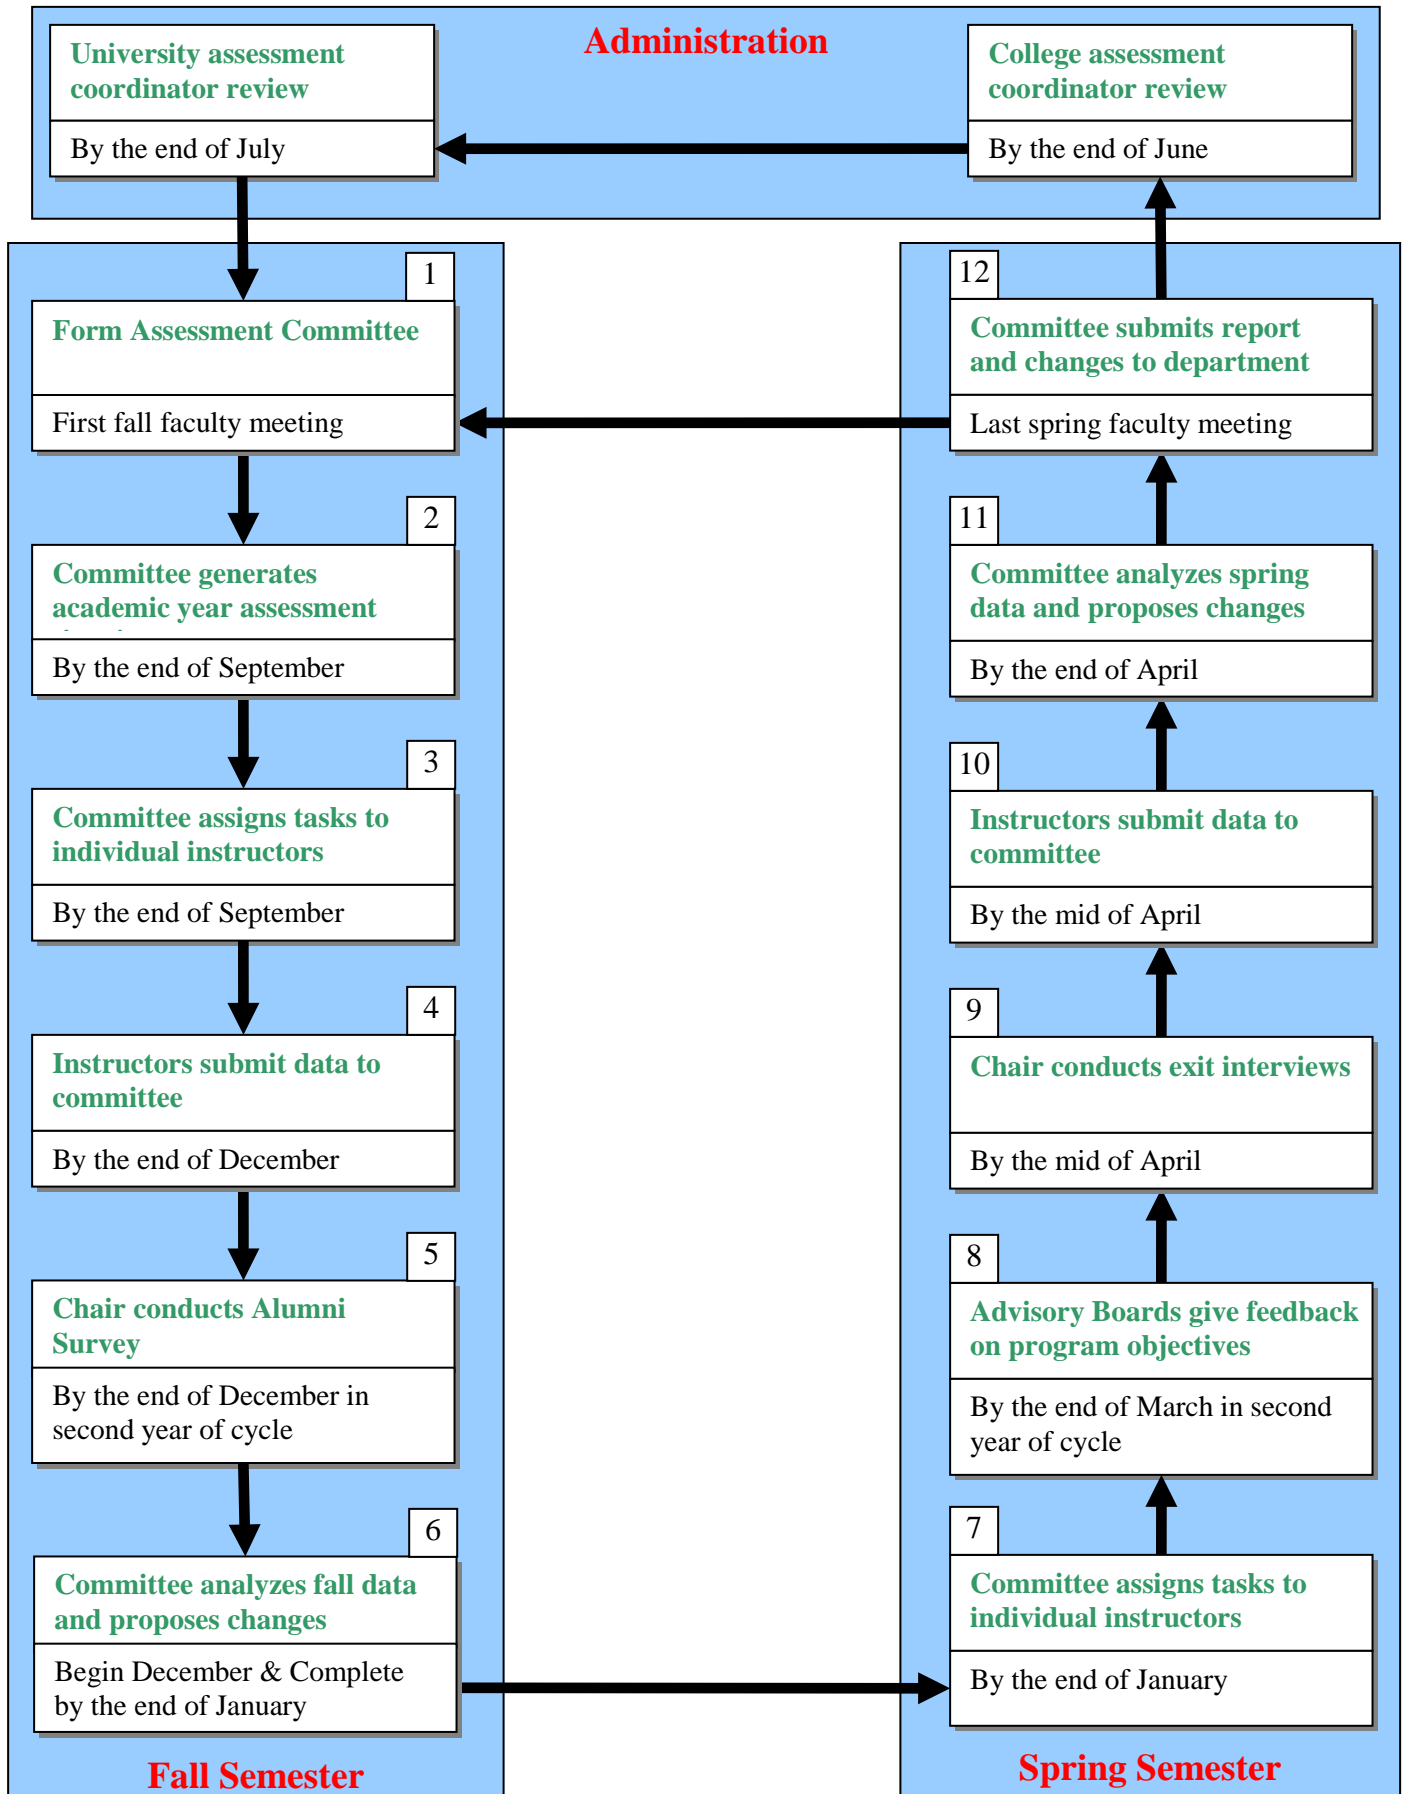 Administration
University assessment
coordinator review
By the end of July
College assessment
coordinator review
By the end of June
1
Form Assessment Committee
First fall faculty meeting
2
Committee generates
academic year assessment
By the end of September
3
Committee assigns tasks to
individual instructors
By the end of September
4
Instructors submit data to
committee
By the end of December
5
Chair conducts Alumni
Survey
By the end of December in
second year of cycle
6
Committee analyzes fall data
and proposes changes
Begin December & Complete
by the end of January
Fall Semester
12
Committee submits report
and changes to department
Last spring faculty meeting
11
Committee analyzes spring
data and proposes changes
By the end of April
10
Instructors submit data to
committee
By the mid of April
9
Chair conducts exit interviews
By the mid of April
8
Advisory Boards give feedback
on program objectives
By the end of March in second
year of cycle
7
Committee assigns tasks to
individual instructors
By the end of January
Spring Semester